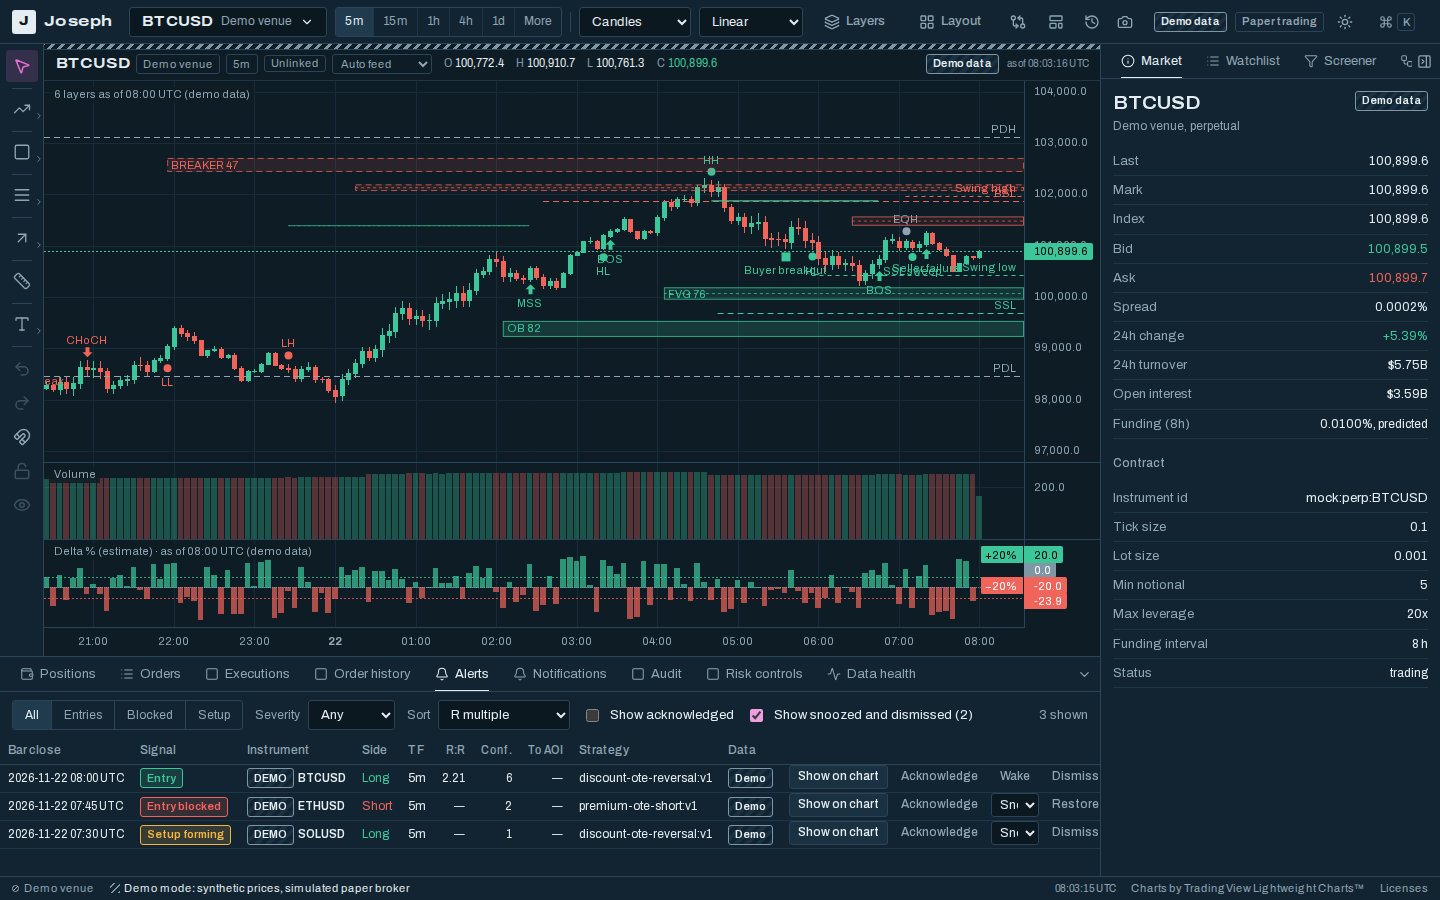 J Joseph BTCUSD Demo venue 5m 15m 1h 4h 1d More Candles Linear Layers Layout Demo data Paper trading ⌘ K
BTCUSD Demo venue 5m Unlinked Auto feed O 100,772.4 H 100,910.7 L 100,761.3 C 100,899.6 Demo data as of 08:03:16 UTC
6 layers as of 08:00 UTC (demo data)
104,000.0
PDH
103,000.0
HH
BREAKER 47
102,000.0
Swing high
EQH
100,899.6
BOS
HL
Buyer breakout
Swing low
BOS
FVG 76
100,000.0
MSS
SSL
OB 82
CHoCH
LH
99,000.0
PDL
LL
98,000.0
97,000.0
Volume
200.0
Delta % (estimate) · as of 08:00 UTC (demo data)
+20% 20.0
0.0
−20% -20.0
-23.9
21:00 22:00 23:00 22 01:00 02:00 03:00 04:00 05:00 06:00 07:00 08:00
Market Watchlist Screener
BTCUSD Demo data
Demo venue, perpetual
Last 100,899.6
Mark 100,899.6
Index 100,899.6
Bid 100,899.5
Ask 100,899.7
Spread 0.0002%
24h change +5.39%
24h turnover $5.75B
Open interest $3.59B
Funding (8h) 0.0100%, predicted
Contract
Instrument id mock:perp:BTCUSD
Tick size 0.1
Lot size 0.001
Min notional 5
Max leverage 20x
Funding interval 8 h
Status trading
Positions Orders Executions Order history Alerts Notifications Audit Risk controls Data health
All Entries Blocked Setup Severity Any Sort R multiple Show acknowledged Show snoozed and dismissed (2) 3 shown
Bar close Signal Instrument Side TF R:R Conf. To AOI Strategy Data
2026-11-22 08:00 UTC Entry DEMO BTCUSD Long 5m 2.21 6 — discount-ote-reversal:v1 Demo Show on chart Acknowledge Wake Dismiss
2026-11-22 07:45 UTC Entry blocked DEMO ETHUSD Short 5m — 2 — premium-ote-short:v1 Demo Show on chart Acknowledge Restore
2026-11-22 07:30 UTC Setup forming DEMO SOLUSD Long 5m — 1 — discount-ote-reversal:v1 Demo Show on chart Acknowledge Dismiss
Demo venue Demo mode: synthetic prices, simulated paper broker 08:03:15 UTC Charts by TradingView Lightweight Charts™ Licenses